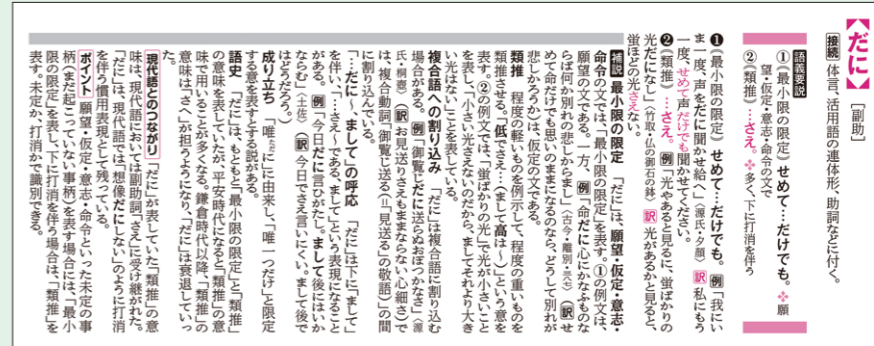 【だに】[副助]
接続 体言、活用語の連体形、助詞などに付く。
語義要説
①(最小限の限定) せめて…だけでも。❖願
望・仮定・意志・命令の文で
②(類推) …さえ。❖多く、下に打消を伴う
❶(最小限の限定) せめて…だけでも。例「我にい
ま一度、声をだに聞かせ給へ」〈源氏・夕顔〉訳 私にもう
一度、せめて声だけでも聞かせてください。
❷(類推) …さえ。例「光やあると見るに、蛍ばかりの
光だになし」〈竹取・仏の御石の鉢〉訳 光があるかと見ると、
蛍ほどの光さえない。
補説 最小限の限定 「だに」は、願望・仮定・意志・
命令の文では、「最小限の限定」を表す。①の例文は、
願望の文である。一方、例「命だに心にかなふものな
らば何か別れの悲しからまし」〈古今・離別・三八七〉(訳 せ
めて命だけでも思いのままになるのなら、どうして別れが
悲しかろうか)は、仮定の文である。
類推 程度の軽いものを例示して、程度の重いものを
類推させる。「低でさえ…(まして高は～)」という意を
表す。②の例文では、「蛍ばかりの光」で光が小さいこと
を表し、「小さい光さえないのだから、ましてそれより大き
い光はない」ことを表している。
複合語への割り込み 「だに」は複合語に割り込む
場合がある。例「御覧じだに送らぬおぼつかなさ」〈源
氏・桐壺〉(訳 お見送りさえもままならない心細さ)で
は、複合動詞「御覧じ送る(=「見送る」の敬語)」の間
に割り込んでいる。
「…だに～、まして」の呼応 「だに」は下に「まして」
を伴い、「…さえ～である、まして」という表現になること
がある。例「今日だに言ひがたし。まして後にはいか
ならむ」〈土佐〉(訳 今日でさえ言いにくい。まして後で
はどうだろう。)
成り立ち 「唯に」に由来し、「唯一つだけ」と限定
する意を表すとする説がある。
語史 「だに」は、もともと「最小限の限定」と「類推」
の意味を表していたが、平安時代になると「類推」の意
味で用いることが多くなる。鎌倉時代以降、「類推」の
意味は「さへ」が担うようになり、「だに」は衰退していっ
た。
現代語とのつながり 「だに」が表していた「類推」の意
味は、現代語においては副助詞「さえ」に受け継がれた。
「だに」は、現代語では「想像だにしない」のように打消
を伴う慣用表現として残っている。
ポイント 願望・仮定・意志・命令といった未定の事
柄(まだ起こっていない事柄)を表す場合には、「最小
限の限定」を表し、下に打消を伴う場合は、「類推」を
表す。未定か、打消かで識別できる。